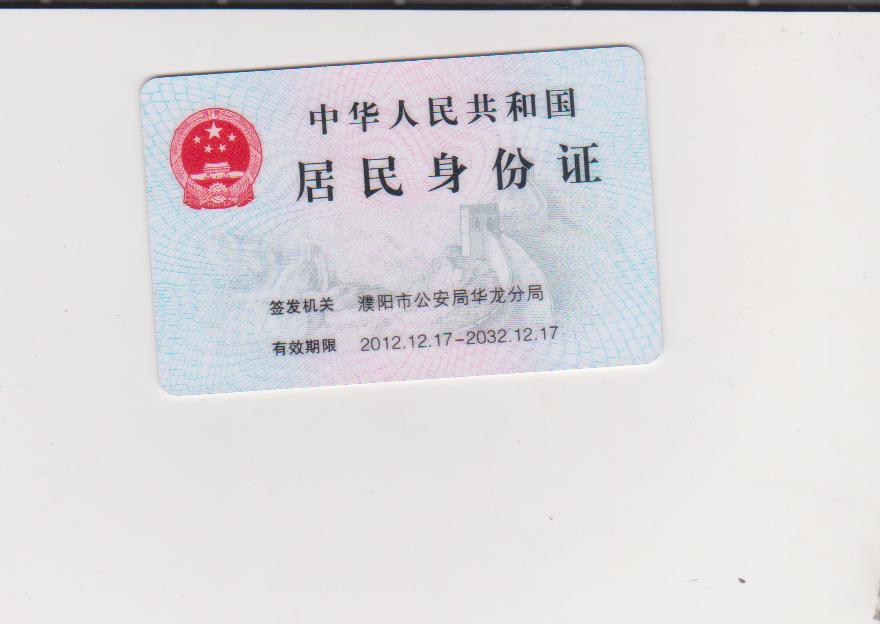 中华人民共和国
居民身份证
签发机关 濮阳市公安局华龙分局
有效期限 2012.12.17-2032.12.17